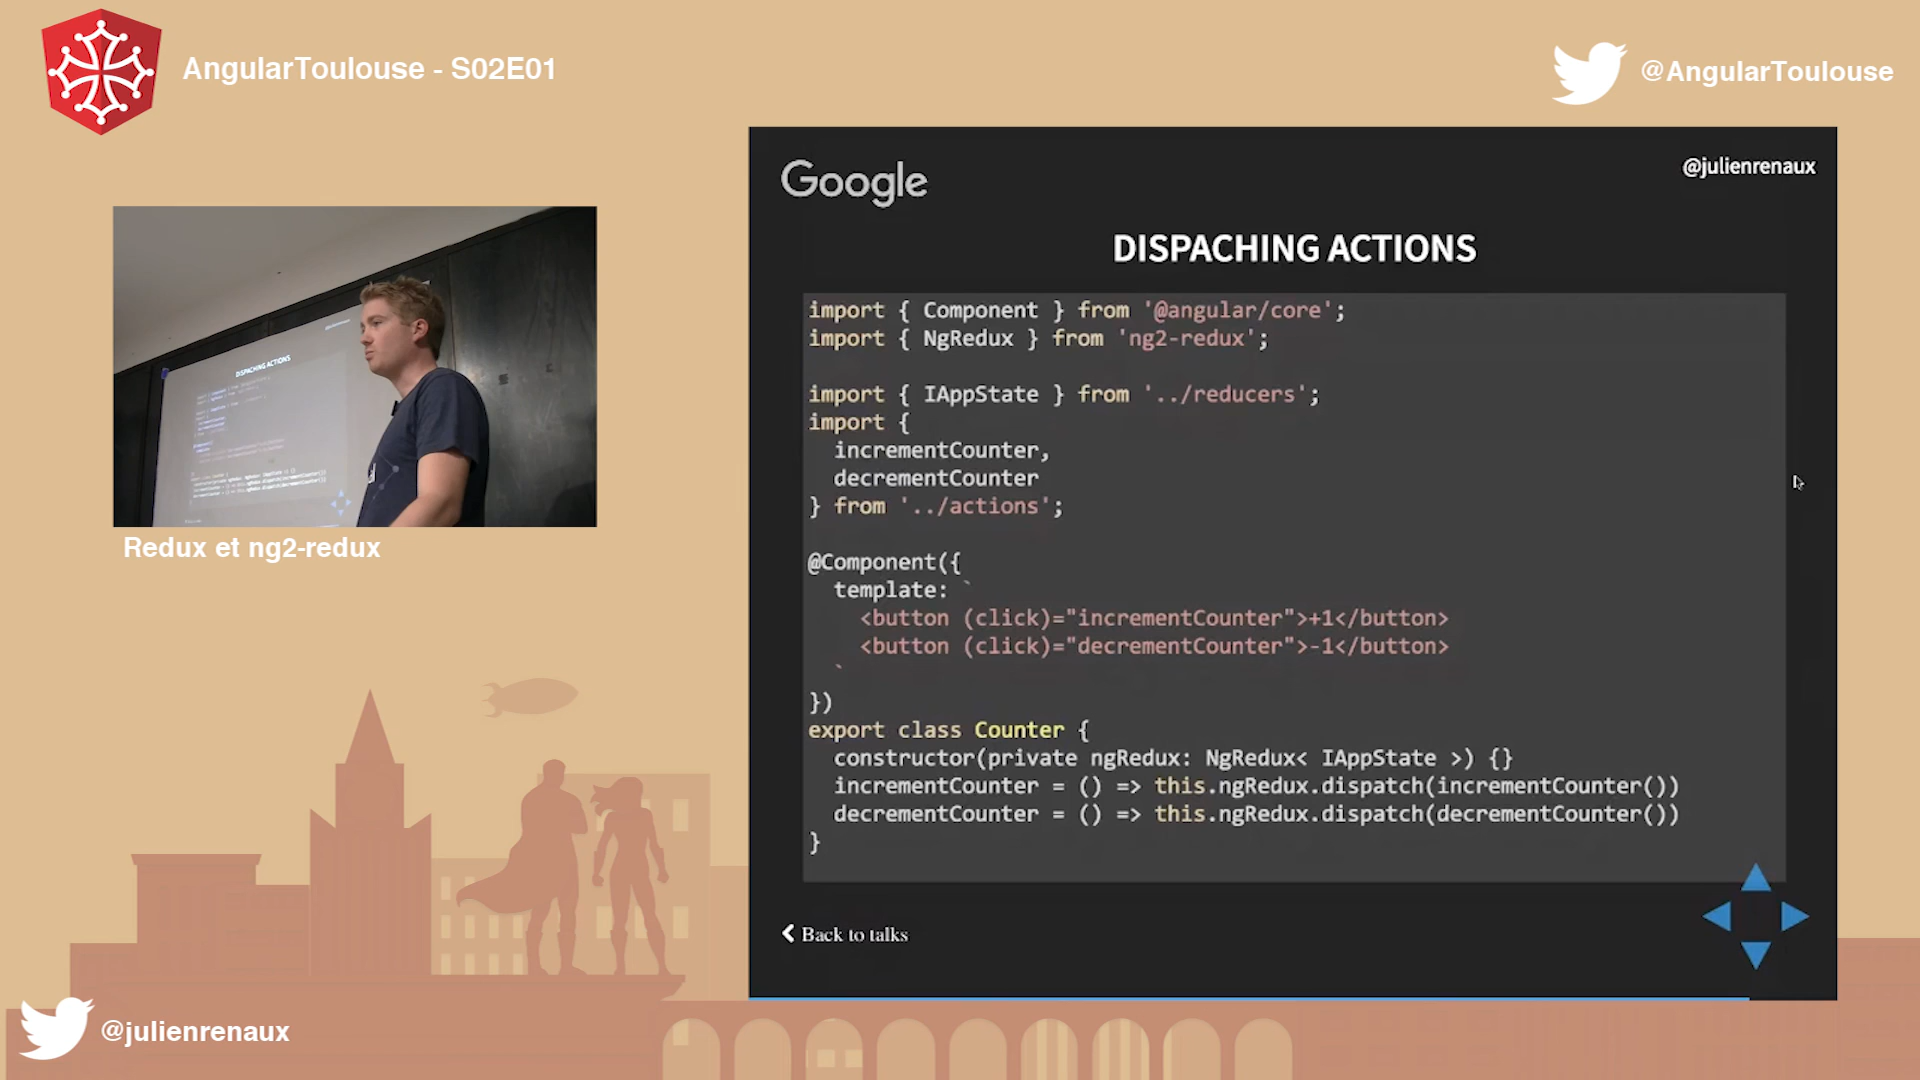 AngularToulouse - S02E01
@AngularToulouse
Google
@julienrenaux
DISPACHING ACTIONS
import { Component } from '@angular/core';
import { NgRedux } from 'ng2-redux';
import { IAppState } from '../reducers';
import {
incrementCounter,
decrementCounter
} from '../actions';
@Component({
template: `
<button (click)="incrementCounter">+1</button>
<button (click)="decrementCounter">-1</button>
`
})
export class Counter {
constructor(private ngRedux: NgRedux< IAppState >) {}
incrementCounter = () => this.ngRedux.dispatch(incrementCounter())
decrementCounter = () => this.ngRedux.dispatch(decrementCounter())
}
Back to talks
DISPACHING ACTIONS
Redux et ng2-redux
@julienrenaux